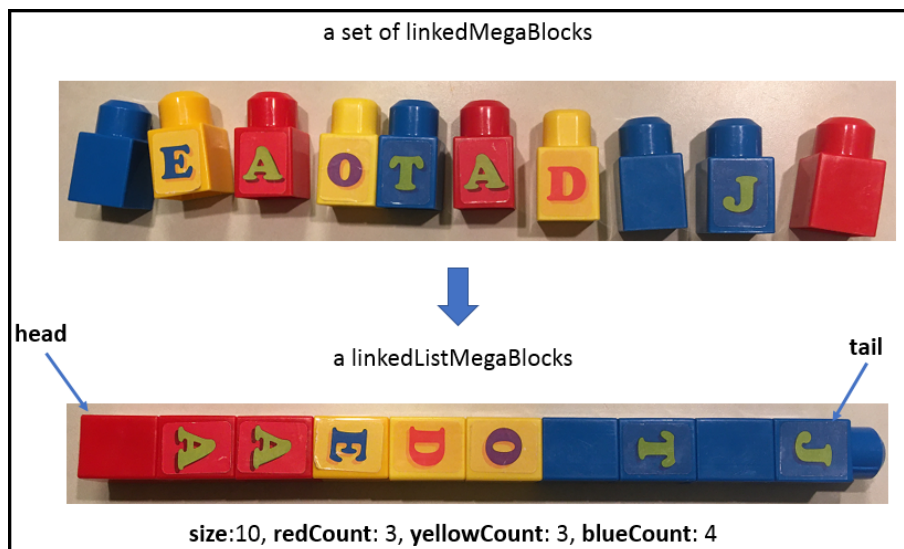 a set of linkedMegaBlocks
E A O T A D J
head
a linkedListMegaBlocks
tail
A A E D O T J
size:10, redCount: 3, yellowCount: 3, blueCount: 4